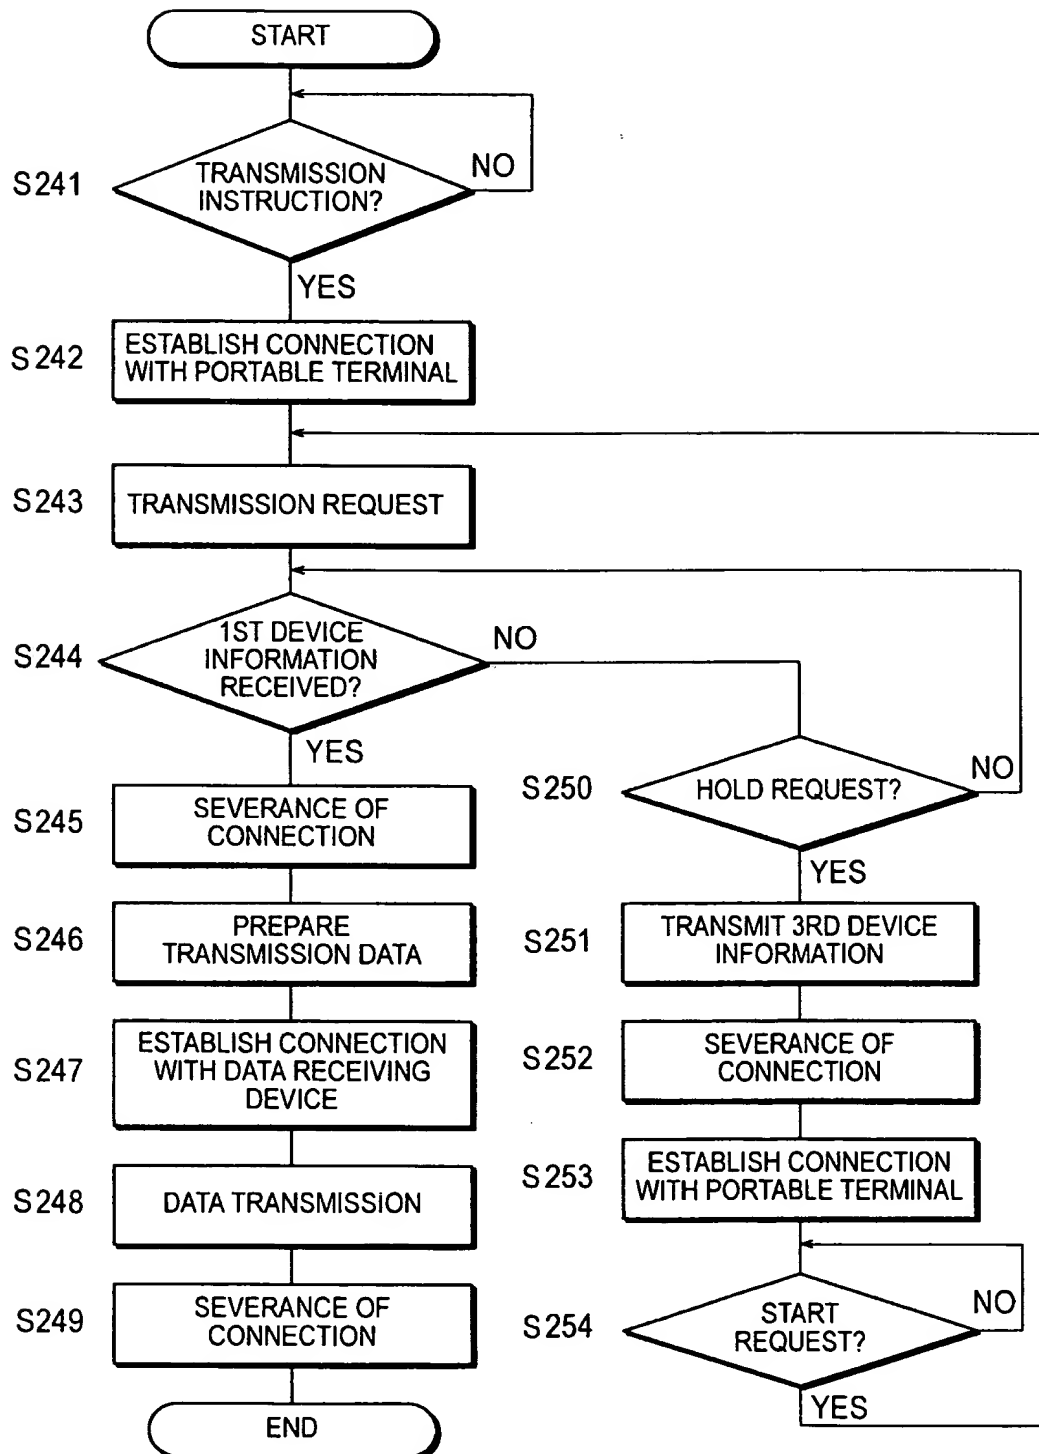 START
S241
TRANSMISSION
INSTRUCTION?
NO
YES
S242
ESTABLISH CONNECTION
WITH PORTABLE TERMINAL
S243
TRANSMISSION REQUEST
S244
1ST DEVICE
INFORMATION
RECEIVED?
NO
YES
S245
SEVERANCE OF
CONNECTION
S246
PREPARE
TRANSMISSION DATA
S247
ESTABLISH CONNECTION
WITH DATA RECEIVING
DEVICE
S248
DATA TRANSMISSION
S249
SEVERANCE OF
CONNECTION
END
S250
HOLD REQUEST?
NO
YES
S251
TRANSMIT 3RD DEVICE
INFORMATION
S252
SEVERANCE OF
CONNECTION
S253
ESTABLISH CONNECTION
WITH PORTABLE TERMINAL
S254
START
REQUEST?
NO
YES